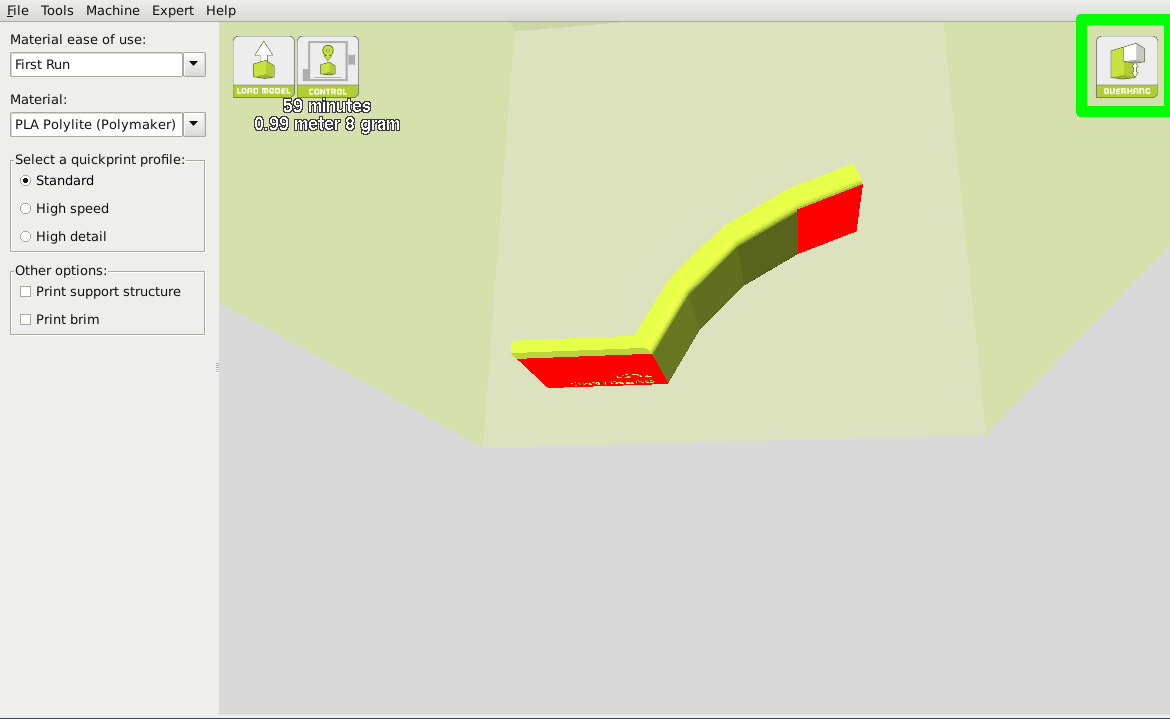 File Tools Machine Expert Help
Material ease of use:
First Run
Material:
PLA Polylite (Polymaker)
Select a quickprint profile:
Standard
High speed
High detail
Other options:
Print support structure
Print brim
LOAD MODEL
CONTROL
59 minutes
0.99 meter 8 gram
OVERHANG